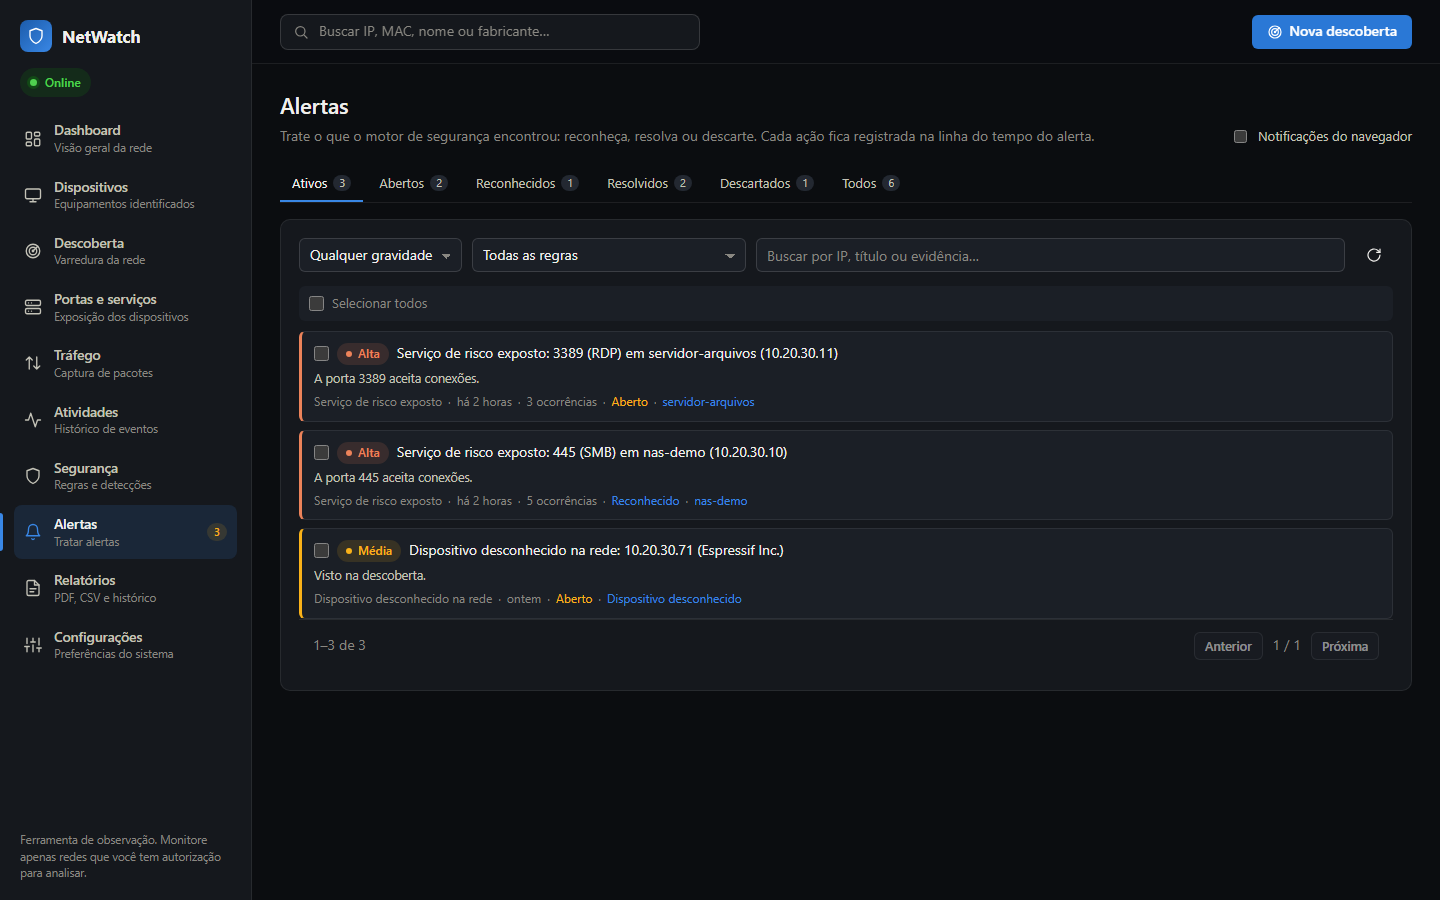 NetWatch
Online
Dashboard
Visão geral da rede
Dispositivos
Equipamentos identificados
Descoberta
Varredura da rede
Portas e serviços
Exposição dos dispositivos
Tráfego
Captura de pacotes
Atividades
Histórico de eventos
Segurança
Regras e detecções
Alertas
Tratar alertas
3
Relatórios
PDF, CSV e histórico
Configurações
Preferências do sistema
Ferramenta de observação. Monitore
apenas redes que você tem autorização
para analisar.
Buscar IP, MAC, nome ou fabricante...
Nova descoberta
Alertas
Trate o que o motor de segurança encontrou: reconheça, resolva ou descarte. Cada ação fica registrada na linha do tempo do alerta.
Notificações do navegador
Ativos 3 Abertos 2 Reconhecidos 1 Resolvidos 2 Descartados 1 Todos 6
Qualquer gravidade Todas as regras Buscar por IP, título ou evidência...
Selecionar todos
Alta Serviço de risco exposto: 3389 (RDP) em servidor-arquivos (10.20.30.11)
A porta 3389 aceita conexões.
Serviço de risco exposto · há 2 horas · 3 ocorrências · Aberto · servidor-arquivos
Alta Serviço de risco exposto: 445 (SMB) em nas-demo (10.20.30.10)
A porta 445 aceita conexões.
Serviço de risco exposto · há 2 horas · 5 ocorrências · Reconhecido · nas-demo
Média Dispositivo desconhecido na rede: 10.20.30.71 (Espressif Inc.)
Visto na descoberta.
Dispositivo desconhecido na rede · ontem · Aberto · Dispositivo desconhecido
1–3 de 3
Anterior 1 / 1 Próxima